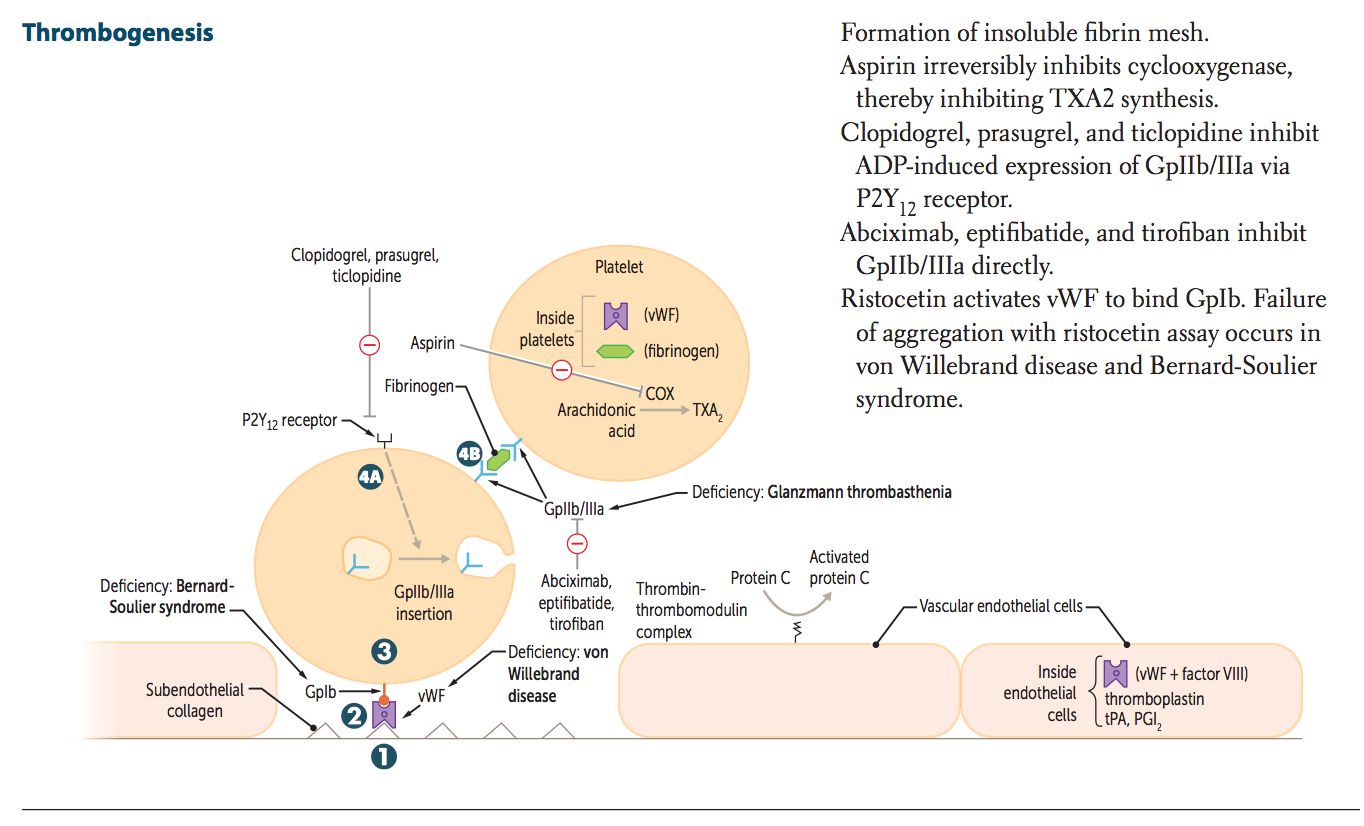 Thrombogenesis
Formation of insoluble fibrin mesh.
Aspirin irreversibly inhibits cyclooxygenase,
thereby inhibiting TXA2 synthesis.
Clopidogrel, prasugrel, and ticlopidine inhibit
ADP-induced expression of GpIIb/IIIa via
P2Y12 receptor.
Abciximab, eptifibatide, and tirofiban inhibit
GpIIb/IIIa directly.
Ristocetin activates vWF to bind GpIb. Failure
of aggregation with ristocetin assay occurs in
von Willebrand disease and Bernard-Soulier
syndrome.
Clopidogrel, prasugrel,
ticlopidine
P2Y12 receptor
Aspirin
Fibrinogen
Platelet
Inside
platelets
(vWF)
(fibrinogen)
COX
Arachidonic
acid
TXA2
4B
4A
GpIIb/IIIa
Deficiency: Glanzmann thrombasthenia
GpIIb/IIIa
insertion
Abciximab,
eptifibatide,
tirofiban
Deficiency: Bernard-
Soulier syndrome
3
Deficiency: von
Willebrand
disease
GpIb
vWF
Subendothelial
collagen
2
1
Thrombin-
thrombomodulin
complex
Protein C
Activated
protein C
Vascular endothelial cells
Inside
endothelial
cells
(vWF + factor VIII)
thromboplastin
tPA, PGI2